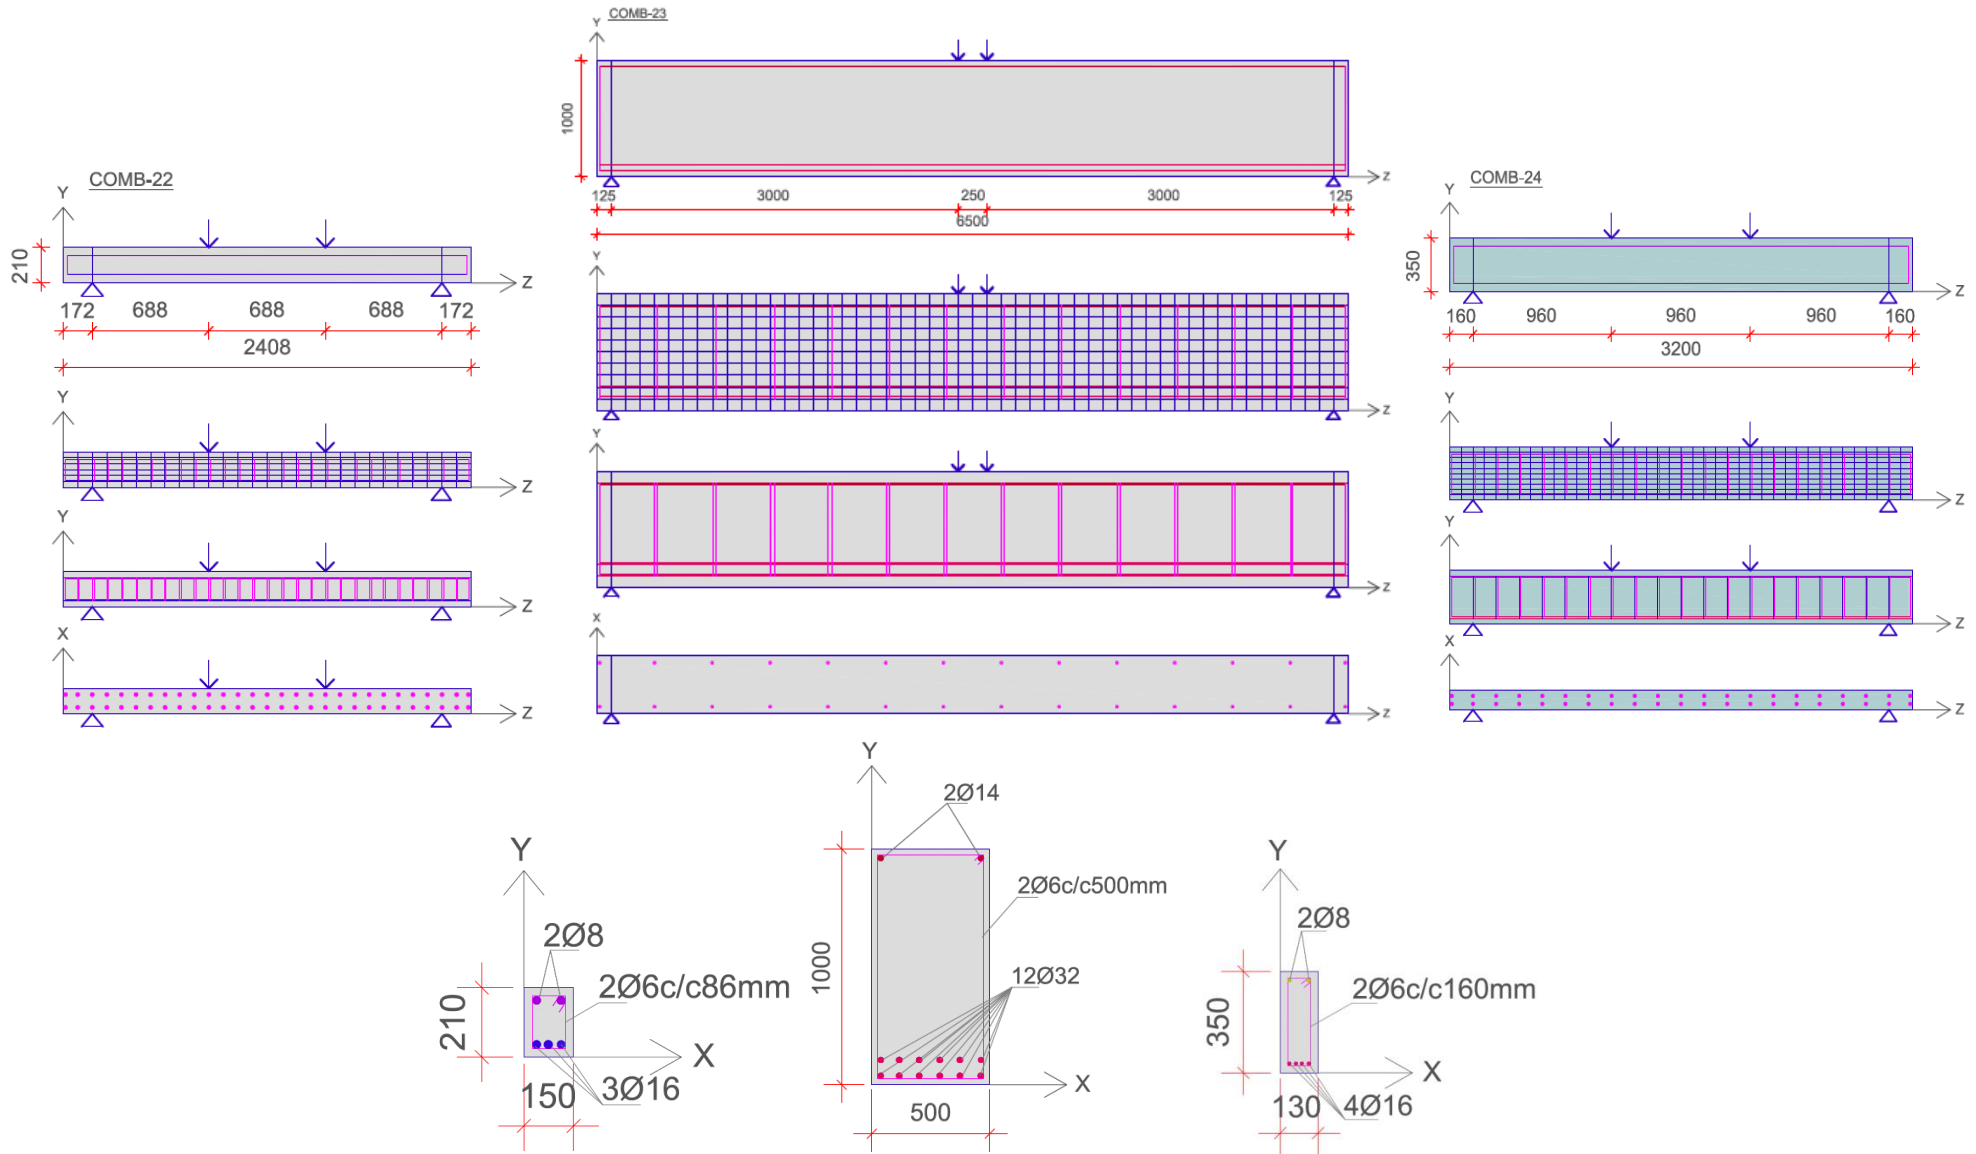 COMB-22
Y
210
Z
172 688 688 688 172
2408
Y
Z
Y
Z
X
Z
COMB-23
Y
1000
Z
125 3000 250 3000 125
6500
Y
Z
Y
Z
X
Z
COMB-24
Y
350
Z
160 960 960 960 160
3200
Y
Z
Y
Z
X
Z
Y
2Ø8
2Ø6c/c86mm
210
X
150
3Ø16
Y
2Ø14
2Ø6c/c500mm
1000
12Ø32
X
500
Y
2Ø8
2Ø6c/c160mm
350
X
130
4Ø16